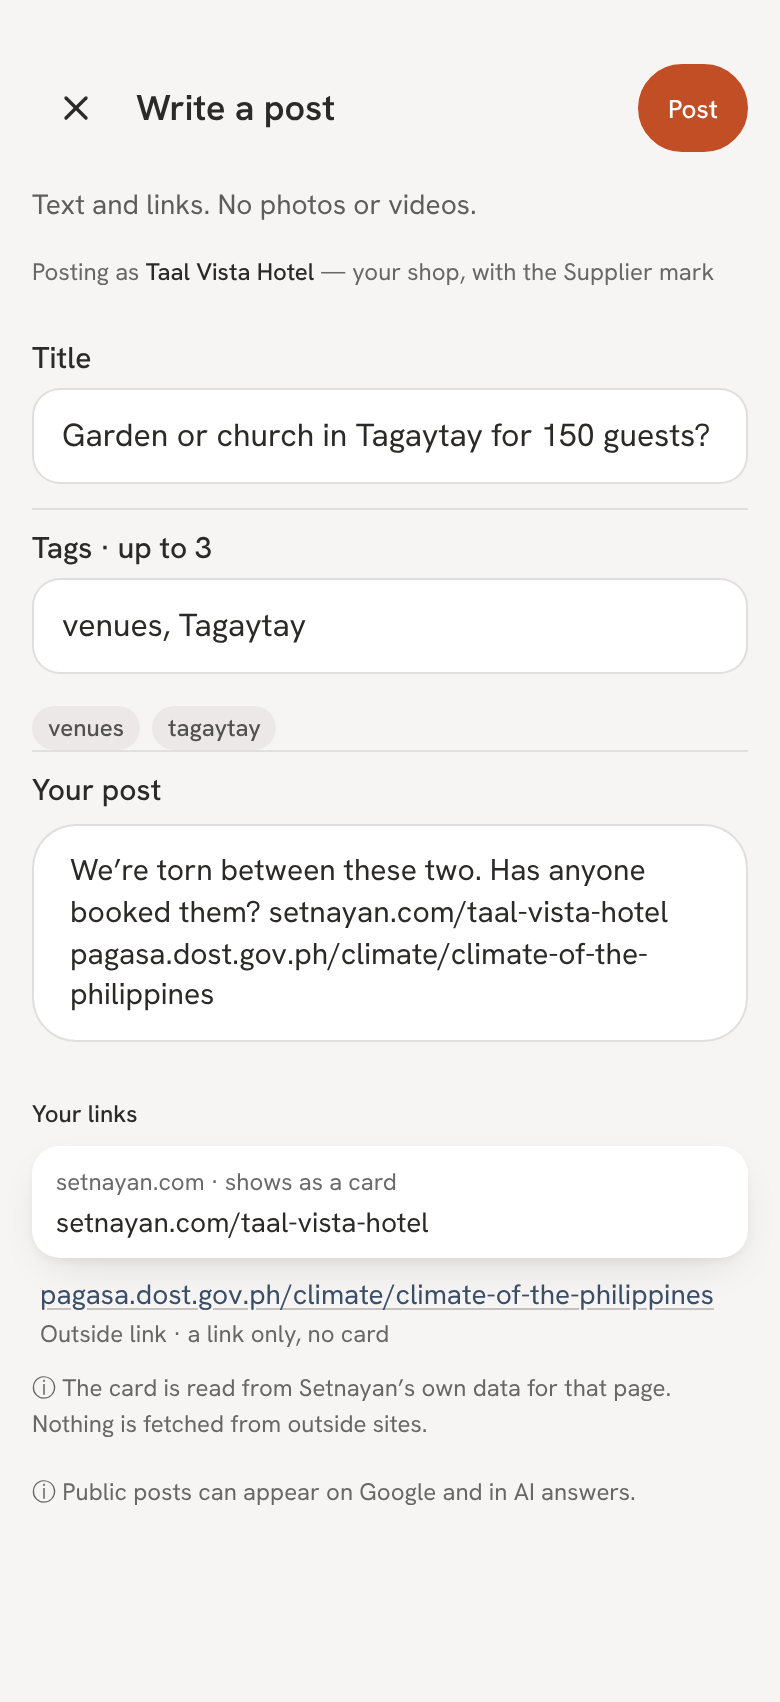 Write a post
Post
Text and links. No photos or videos.
Posting as Taal Vista Hotel — your shop, with the Supplier mark
Title
Garden or church in Tagaytay for 150 guests?
Tags · up to 3
venues, Tagaytay
venues tagaytay
Your post
We’re torn between these two. Has anyone
booked them? setnayan.com/taal-vista-hotel
pagasa.dost.gov.ph/climate/climate-of-the-
philippines
Your links
setnayan.com · shows as a card
setnayan.com/taal-vista-hotel
pagasa.dost.gov.ph/climate/climate-of-the-philippines
Outside link · a link only, no card
ⓘ The card is read from Setnayan’s own data for that page.
Nothing is fetched from outside sites.
ⓘ Public posts can appear on Google and in AI answers.